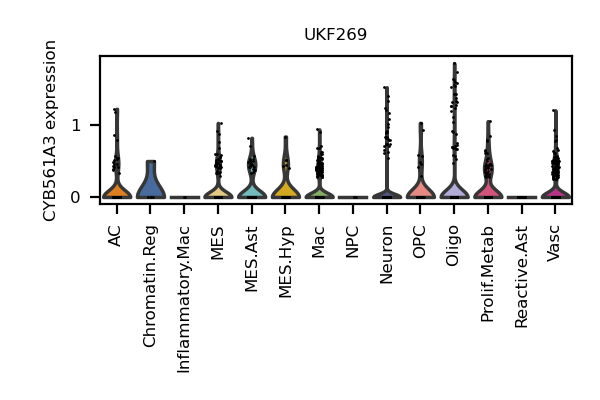 UKF269
CYB561A3 expression
1
0
AC
Chromatin.Reg
Inflammatory.Mac
MES
MES.Ast
MES.Hyp
Mac
NPC
Neuron
OPC
Oligo
Prolif.Metab
Reactive.Ast
Vasc